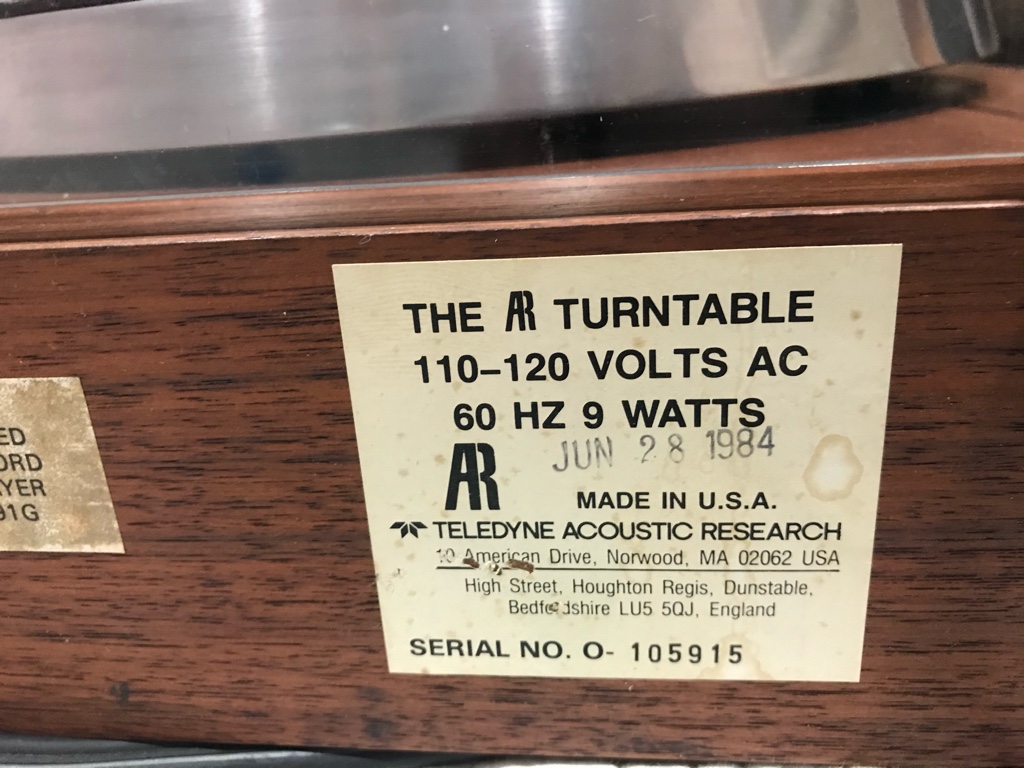 THE AR TURNTABLE
110–120 VOLTS AC
60 HZ 9 WATTS
JUN 28 1984
AR
MADE IN U.S.A.
TELEDYNE ACOUSTIC RESEARCH
10 American Drive, Norwood, MA 02062 USA
High Street, Houghton Regis, Dunstable,
Bedfordshire LU5 5QJ, England
SERIAL NO. O- 105915
ED
ORD
YER
91G